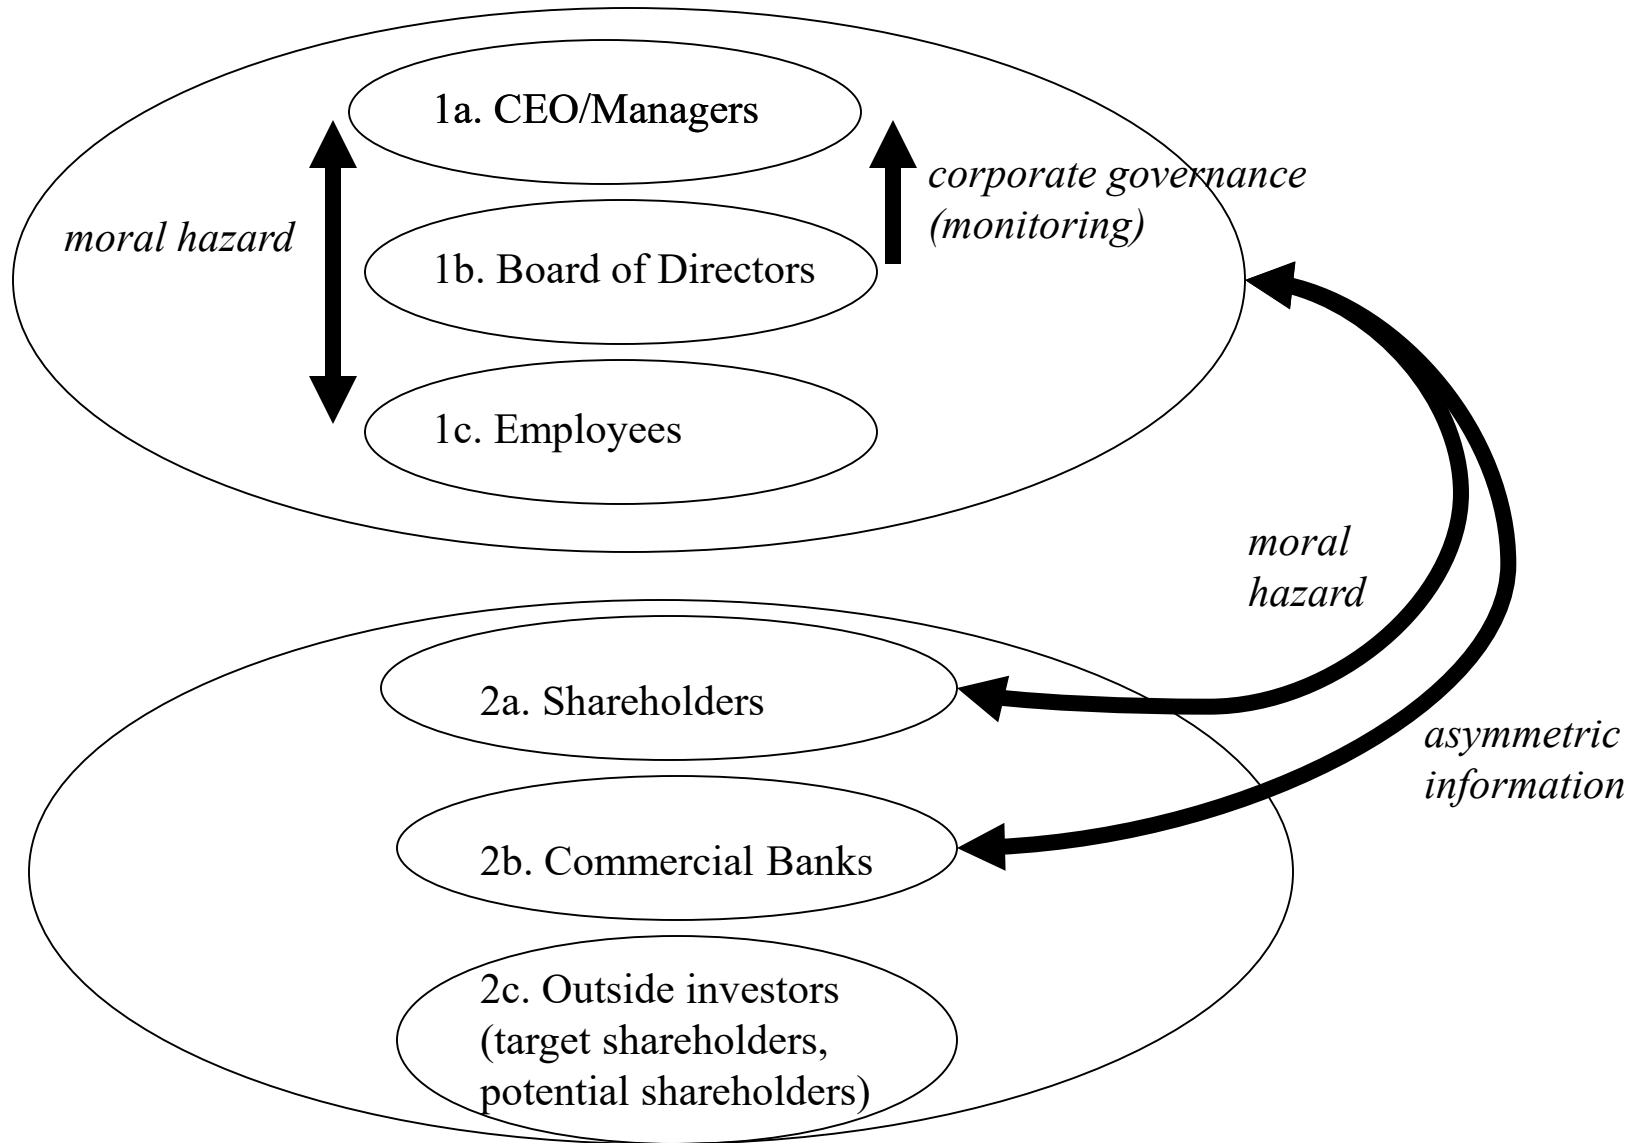 1a. CEO/Managers
corporate governance
(monitoring)
moral hazard
1b. Board of Directors
1c. Employees
moral
hazard
2a. Shareholders
asymmetric
information
2b. Commercial Banks
2c. Outside investors
(target shareholders,
potential shareholders)